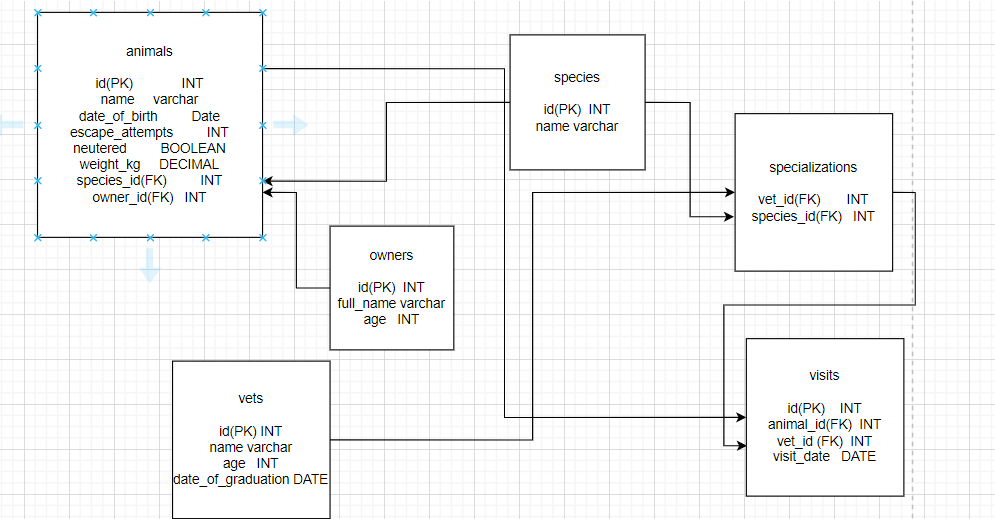 animals
id(PK) INT
name varchar
date_of_birth Date
escape_attempts INT
neutered BOOLEAN
weight_kg DECIMAL
species_id(FK) INT
owner_id(FK) INT
species
id(PK) INT
name varchar
specializations
vet_id(FK) INT
species_id(FK) INT
owners
id(PK) INT
full_name varchar
age INT
vets
id(PK) INT
name varchar
age INT
date_of_graduation DATE
visits
id(PK) INT
animal_id(FK) INT
vet_id (FK) INT
visit_date DATE